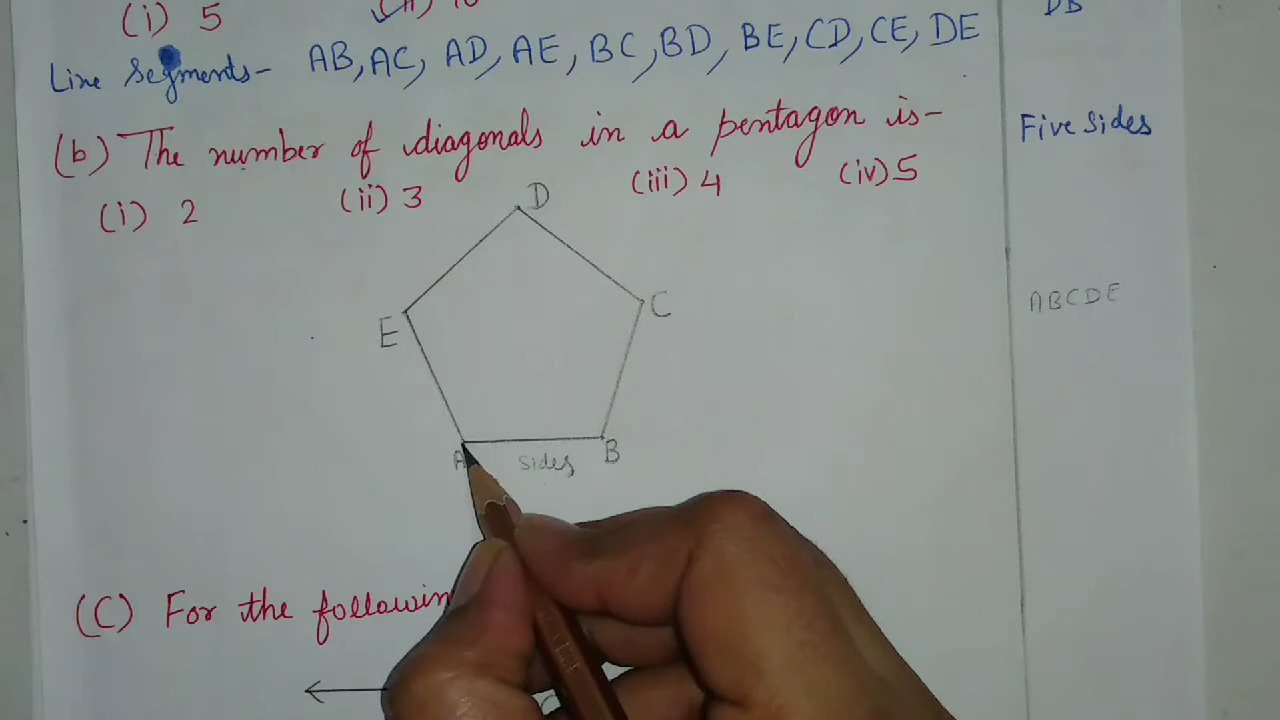 (i) 5
Line Segments- AB, AC, AD, AE, BC, BD, BE, CD, CE, DE
(b) The number of diagonals in a pentagon is-
(i) 2 (ii) 3 (iii) 4 (iv) 5
D
E
C
A
B
sides
(C) For the
Five Sides
ABCDE